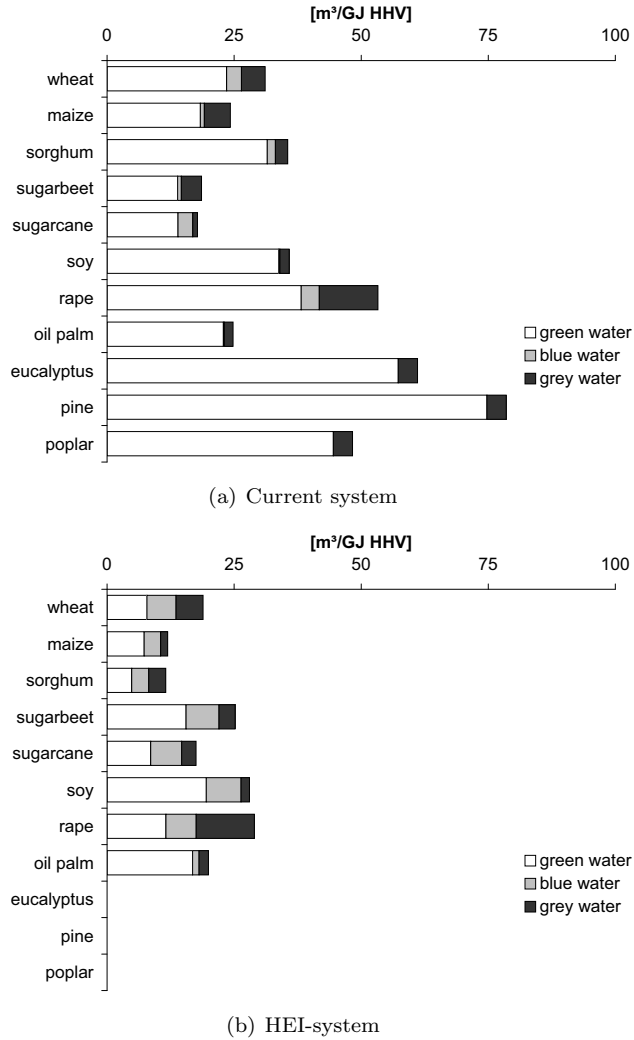 [m³/GJ HHV]
0 25 50 75 100
wheat
maize
sorghum
sugarbeet
sugarcane
soy
rape
oil palm
eucalyptus
pine
poplar
green water
blue water
grey water
(a) Current system
[m³/GJ HHV]
0 25 50 75 100
wheat
maize
sorghum
sugarbeet
sugarcane
soy
rape
oil palm
eucalyptus
pine
poplar
green water
blue water
grey water
(b) HEI-system